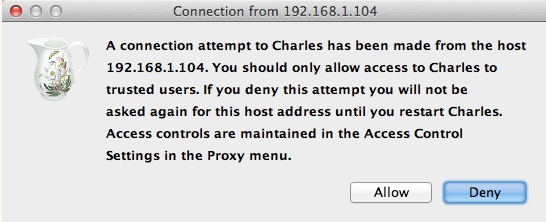 Connection from 192.168.1.104
A connection attempt to Charles has been made from the host
192.168.1.104. You should only allow access to Charles to
trusted users. If you deny this attempt you will not be
asked again for this host address until you restart Charles.
Access controls are maintained in the Access Control
Settings in the Proxy menu.
Allow Deny